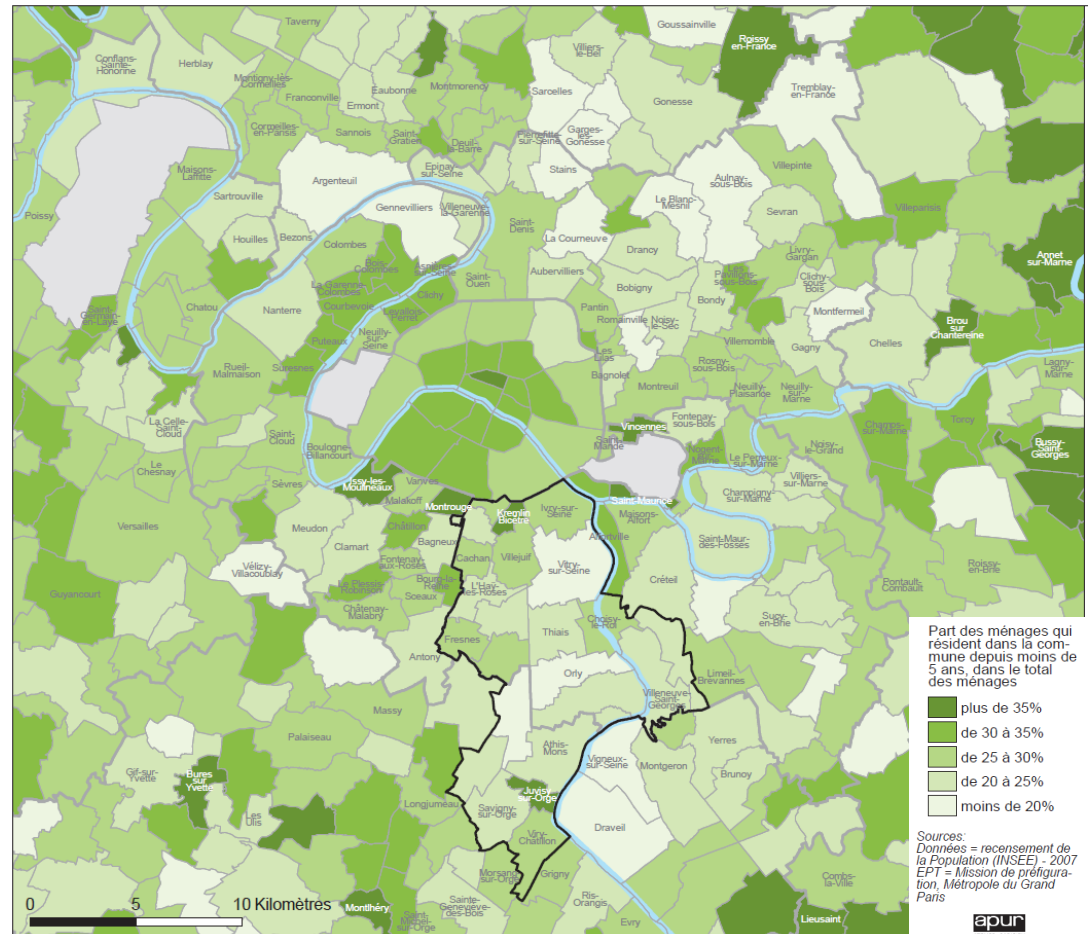 Taverny
Goussainville
Roissy
en-France
Conflans-
Sainte-
Honorine
Herblay
Villiers-
le-Bel
Montigny-lès-
Cormeilles
Franconville
Eaubonne
Ermont
Montmorency
Sarcelles
Gonesse
Tremblay-
en-France
Cormeilles-
en-Parisis
Sannois
Saint-
Gratien
Deuil-
la-Barre
Pierrefitte-
sur-Seine
Garges-
lès-
Gonesse
Stains
Villepinte
Maisons-
Laffitte
Epinay-
sur-Seine
Argenteuil
Aulnay-
sous-Bois
Poissy
Sartrouville
Gennevilliers
Villeneuve-
la-Garenne
Le Blanc-
Mesnil
Sevran
Villeparisis
Houilles
Bezons
Colombes
Saint-
Denis
La Courneuve
Drancy
Livry-
Gargan
Annet
sur-Marne
Bois-
Colombes
Asnières-
sur-Seine
Saint-
Ouen
Aubervilliers
Bobigny
Les
Pavillons-
sous-Bois
Clichy-
sous-
Bois
La Garenne-
Colombes
Clichy
Bondy
Saint-
Germain-
en-Laye
Chatou
Nanterre
Courbevoie
Levallois-
Perret
Pantin
Romainville
Noisy-
le-Sec
Montfermeil
Brou
sur
Chantereine
Puteaux
Neuilly-
sur-
Seine
Villemomble
Gagny
Chelles
Rueil-
Malmaison
Suresnes
Les
Lilas
Bagnolet
Rosny-
sous-Bois
Lagny-
sur-
Marne
Montreuil
Neuilly-
Plaisance
Neuilly-
sur-
Marne
La Celle-
Saint-
Cloud
Saint-
Cloud
Fontenay-
sous-Bois
Vincennes
Champs-
sur-Marne
Torcy
Boulogne-
Billancourt
Saint-
Mandé
Nogent-
sur-
Marne
Le Perreux-
sur-Marne
Noisy-
le-Grand
Bussy-
Saint-
Georges
Le
Chesnay
Sèvres
Issy-les-
Moulineaux
Vanves
Malakoff
Villiers-
sur-Marne
Versailles
Montrouge
Kremlin
Bicêtre
Ivry-sur-
Seine
Saint-Maurice
Maisons-
Alfort
Champigny-
sur-Marne
Meudon
Châtillon
Bagneux
Alfortville
Saint-Maur-
des-Fossés
Clamart
Cachan
Villejuif
Vélizy-
Villacoublay
Fontenay-
aux-Roses
Vitry-
sur-Seine
Roissy-
en-Brie
Guyancourt
Le Plessis-
Robinson
Bourg-la-
Reine
Sceaux
L'Haÿ-
les-Roses
Créteil
Pontault-
Combault
Châtenay-
Malabry
Choisy-
le-Roi
Sucy-
en-Brie
Thiais
Fresnes
Antony
Orly
Limeil-
Brévannes
Villeneuve-
Saint-
Georges
Massy
Palaiseau
Athis-
Mons
Yerres
Gif-sur-
Yvette
Bures
sur
Yvette
Vigneux-
sur-Seine
Montgeron
Brunoy
Les
Ulis
Longjumeau
Juvisy
sur-Orge
Savigny-
sur-Orge
Draveil
Viry-
Châtillon
Morsang-
sur-Orge
Grigny
Combs-
la-Ville
Montlhéry
Saint-
Michel-
sur-Orge
Sainte-
Geneviève-
des-Bois
Ris-
Orangis
Evry
Lieusaint
0
5
10 Kilomètres
Part des ménages qui
résident dans la com-
mune depuis moins de
5 ans, dans le total
des ménages
plus de 35%
de 30 à 35%
de 25 à 30%
de 20 à 25%
moins de 20%
Sources:
Données = recensement de
la Population (INSEE) - 2007
EPT = Mission de préfigura-
tion, Métropole du Grand
Paris
apur